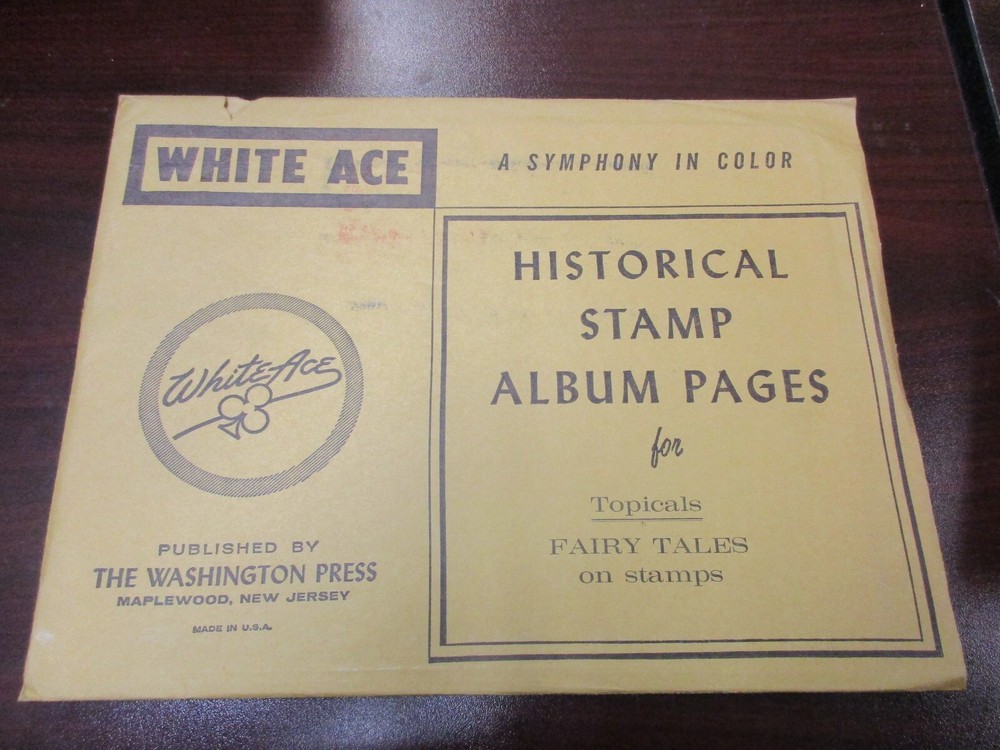 WHITE ACE
A SYMPHONY IN COLOR
HISTORICAL
STAMP
ALBUM PAGES
for
Topicals
FAIRY TALES
on stamps
White Ace
PUBLISHED BY
THE WASHINGTON PRESS
MAPLEWOOD, NEW JERSEY
MADE IN U.S.A.